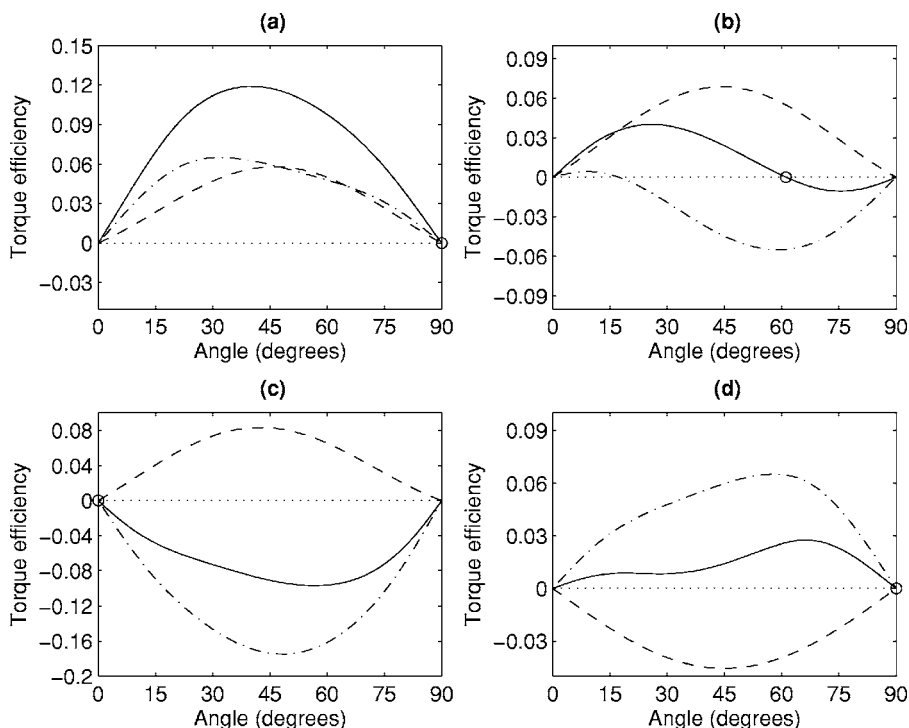 (a)
0.15
0.12
0.09
0.06
0.03
0
-0.03
0 15 30 45 60 75 90
Angle (degrees)
Torque efficiency
(b)
0.09
0.06
0.03
0
-0.03
-0.06
-0.09
0 15 30 45 60 75 90
Angle (degrees)
Torque efficiency
(c)
0.08
0.04
0
-0.04
-0.08
-0.12
-0.16
-0.2
0 15 30 45 60 75 90
Angle (degrees)
Torque efficiency
(d)
0.09
0.06
0.03
0
-0.03
0 15 30 45 60 75 90
Angle (degrees)
Torque efficiency